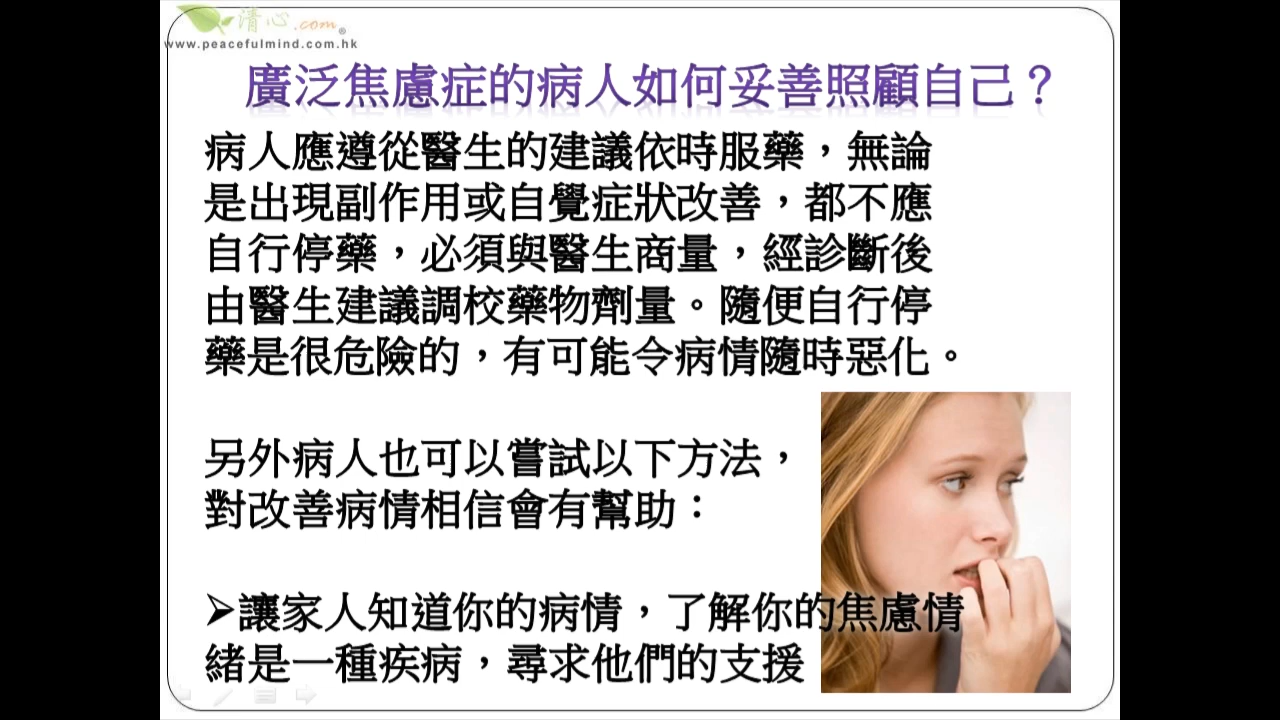 清心.com®
www.peacefulmind.com.hk
廣泛焦慮症的病人如何妥善照顧自己？
病人應遵從醫生的建議依時服藥，無論
是出現副作用或自覺症狀改善，都不應
自行停藥，必須與醫生商量，經診斷後
由醫生建議調校藥物劑量。隨便自行停
藥是很危險的，有可能令病情隨時惡化。
另外病人也可以嘗試以下方法，
對改善病情相信會有幫助：
➢讓家人知道你的病情，了解你的焦慮情
緒是一種疾病，尋求他們的支援